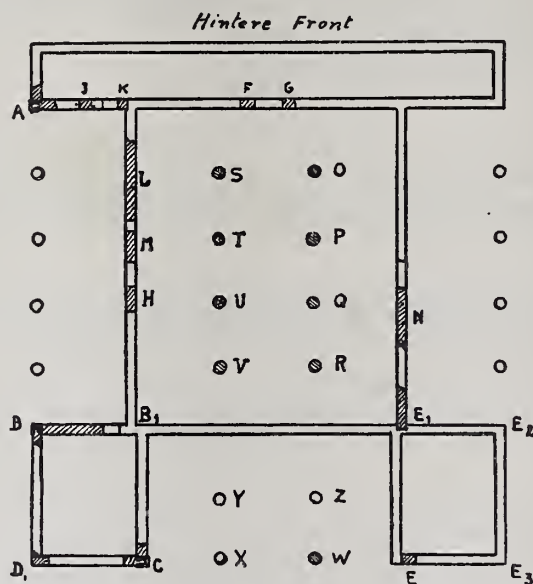 Hintere Front
J K F G
A
L S O
M T P
H U Q N
V R
B B₁ E₁ E₂
Y Z
D₁ C X W E E₃